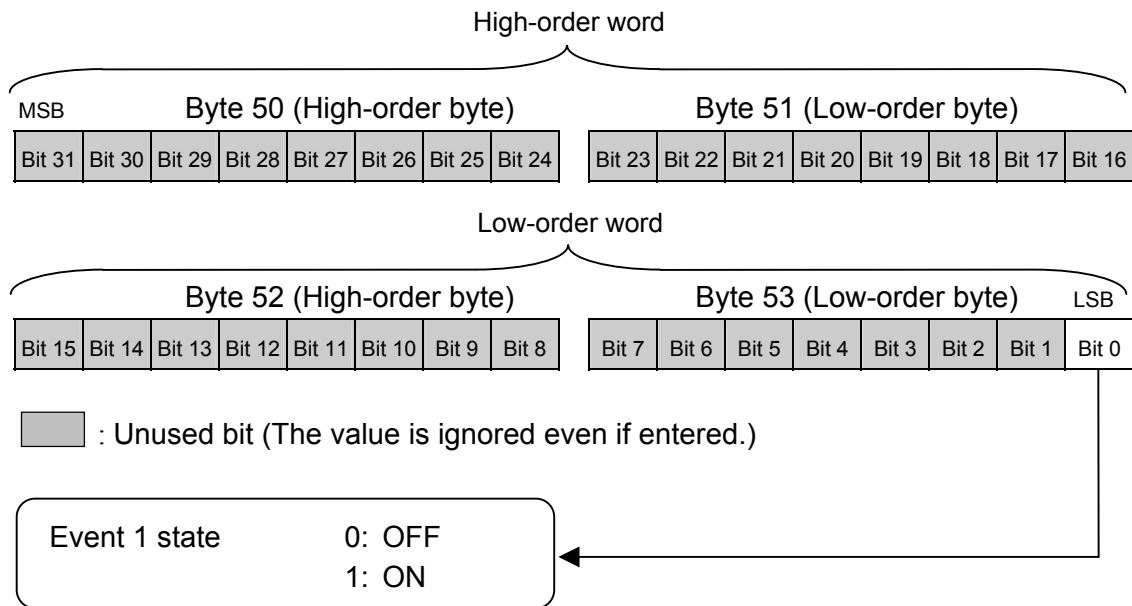 High-order word
MSB Byte 50 (High-order byte) Byte 51 (Low-order byte)
Bit 31 Bit 30 Bit 29 Bit 28 Bit 27 Bit 26 Bit 25 Bit 24 Bit 23 Bit 22 Bit 21 Bit 20 Bit 19 Bit 18 Bit 17 Bit 16
Low-order word
Byte 52 (High-order byte) Byte 53 (Low-order byte) LSB
Bit 15 Bit 14 Bit 13 Bit 12 Bit 11 Bit 10 Bit 9 Bit 8 Bit 7 Bit 6 Bit 5 Bit 4 Bit 3 Bit 2 Bit 1 Bit 0
: Unused bit (The value is ignored even if entered.)
Event 1 state 0: OFF
1: ON